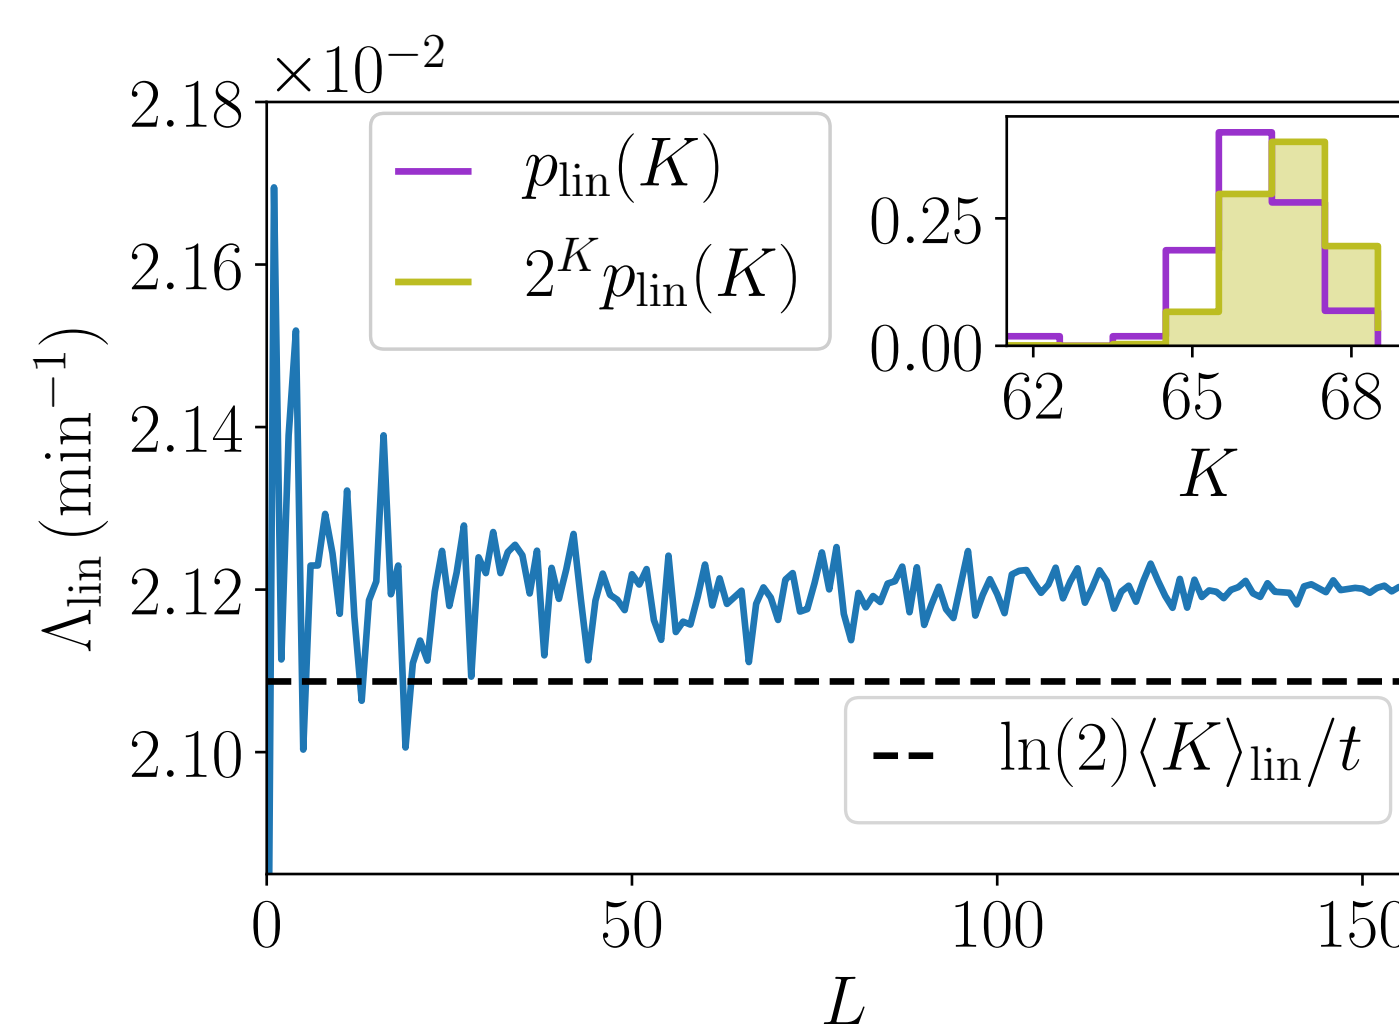 ×10⁻²
2.18
2.16
2.14
2.12
2.10
Λ_lin (min⁻¹)
p_lin(K)
2^K p_lin(K)
0.25
0.00
62 65 68
K
ln(2)⟨K⟩_lin/t
0 50 100 150
L